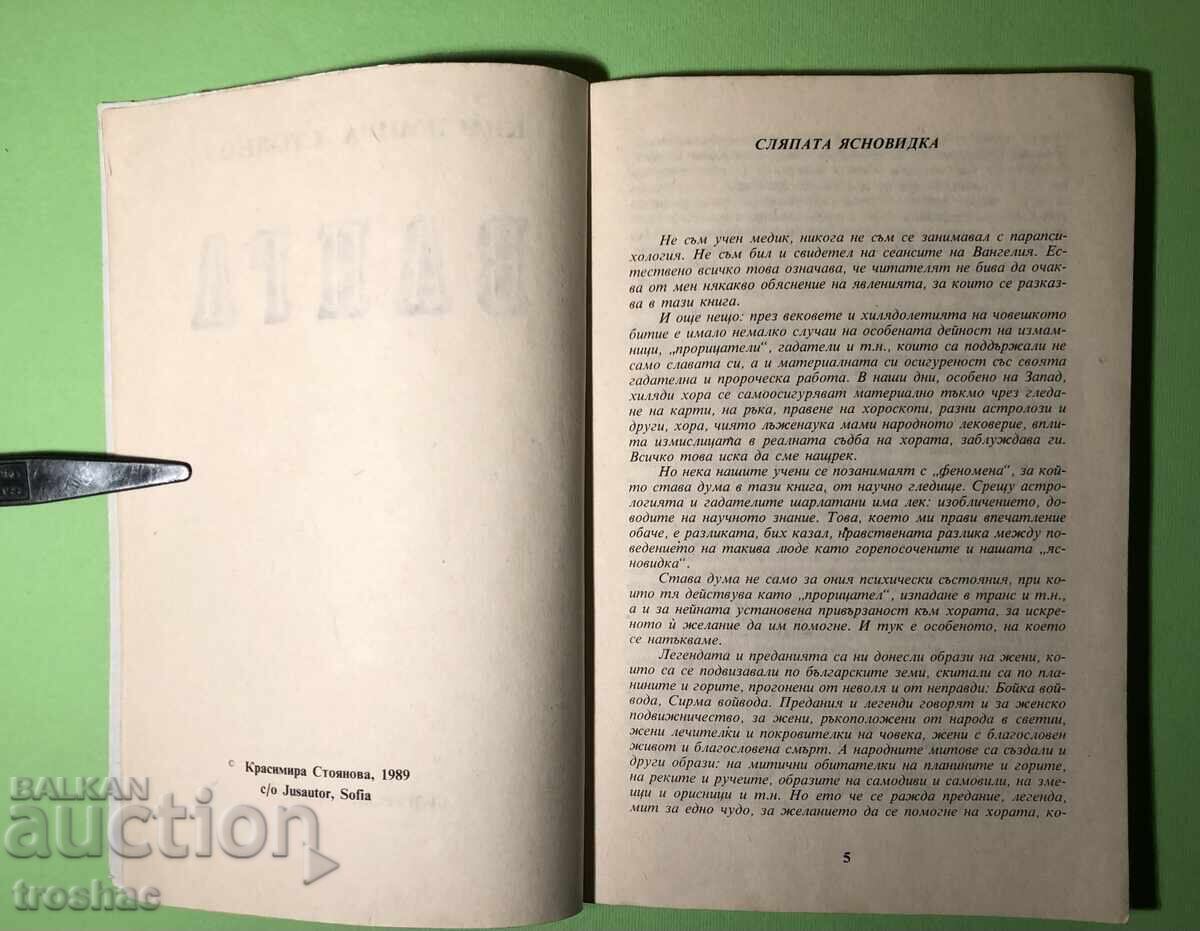 ВАНГА
© Красимира Стоянова, 1989
c/o Jusautor, Sofia
BALKAN
auction
troshac
СЛЯПАТА ЯСНОВИДКА
Не съм учен медик, никога не съм се занимавал с парапси-
хология. Не съм бил и свидетел на сеансите на Вангелия. Ес-
тествено всичко това означава, че читателят не бива да очак-
ва от мен някакво обяснение на явленията, за които се разказ-
ва в тази книга.
И още нещо: през вековете и хилядолетията на човешкото
битие е имало немалко случаи на особената дейност на измам-
ници, „прорицатели“, гадатели и т.н., които са поддържали не
само славата си, а и материалната си осигуреност със своята
гадателна и пророческа работа. В наши дни, особено на Запад,
хиляди хора се самоосигуряват материално тъкмо чрез гледа-
не на карти, на ръка, правене на хороскопи, разни астролози и
други, хора, чиято лъженаука мами народното лековерие, впли-
та измислицата в реалната съдба на хората, заблуждава ги.
Всичко това иска да сме нащрек.
Но нека нашите учени се позанимаят с „феномена“, за кой-
то става дума в тази книга, от научно гледище. Срещу астро-
логията и гадателите шарлатани има лек: изобличението, до-
водите на научното знание. Това, което ми прави впечатление
обаче, е разликата, бих казал, нравствената разлика между по-
ведението на такива люде като горепосочените и нашата „яс-
новидка“.
Става дума не само за ония психически състояния, при ко-
ито тя действува като „прорицател“, изпадане в транс и т.н.,
а и за нейната установена привързаност към хората, за искре-
ното ѝ желание да им помогне. И тук е особеното, на което
се натъкваме.
Легендата и преданията са ни донесли образи на жени, ко-
ито са се подвизавали по българските земи, скитали са по пла-
нините и горите, прогонени от неволя и от неправди: Бойка вой-
вода, Сирма войвода. Предания и легенди говорят и за женско
подвижничество, за жени, ръкоположени от народа в светии,
жени лечителки и покровителки на човека, жени с благословен
живот и благословена смърт. А народните митове са създали и
други образи: на митични обитателки на планините и горите,
на реките и ручеите, образите на самодиви и самовили, на зме-
ици и орисници и т.н. Но ето че се ражда предание, легенда,
мит за едно чудо, за желанието да се помогне на хората, ко-
5